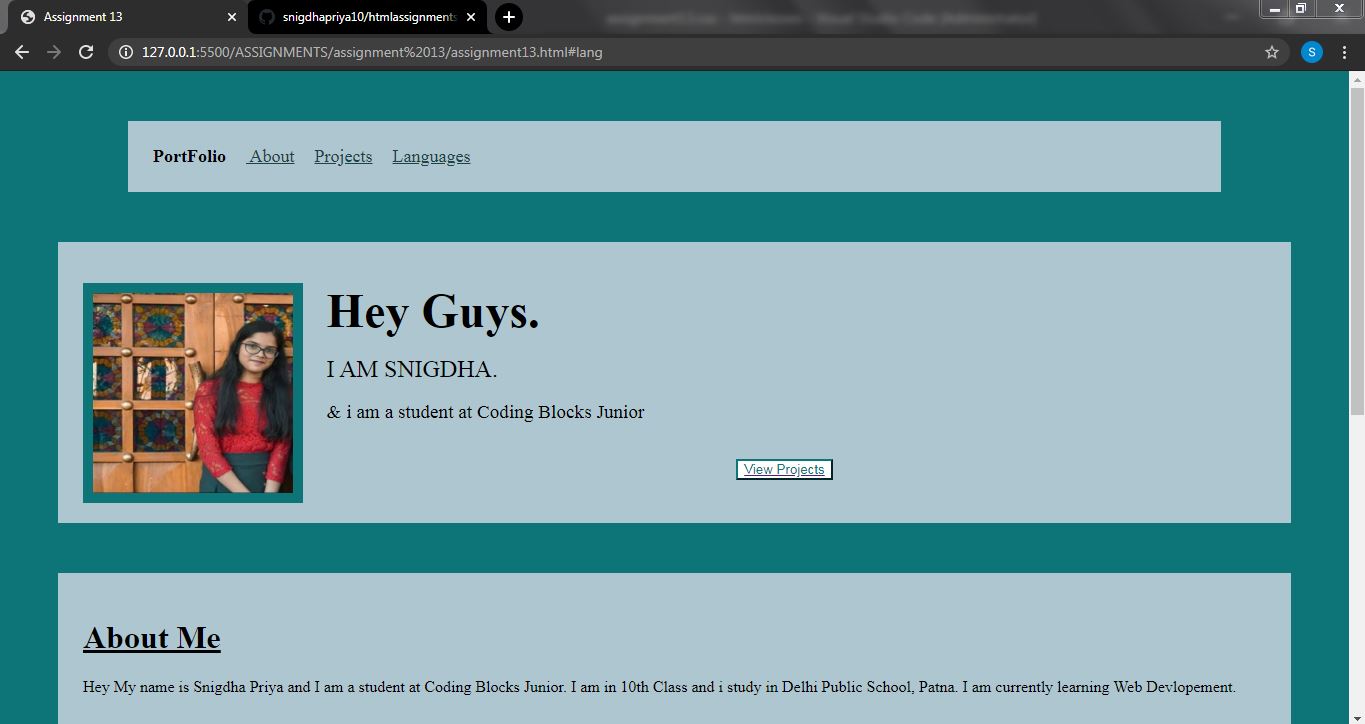 Assignment 13
snigdhapriya10/htmlassignments
127.0.0.1:5500/ASSIGNMENTS/assignment%2013/assignment13.html#lang
S
PortFolio About Projects Languages
Hey Guys.
I AM SNIGDHA.
& i am a student at Coding Blocks Junior
View Projects
About Me
Hey My name is Snigdha Priya and I am a student at Coding Blocks Junior. I am in 10th Class and i study in Delhi Public School, Patna. I am currently learning Web Devlopement.